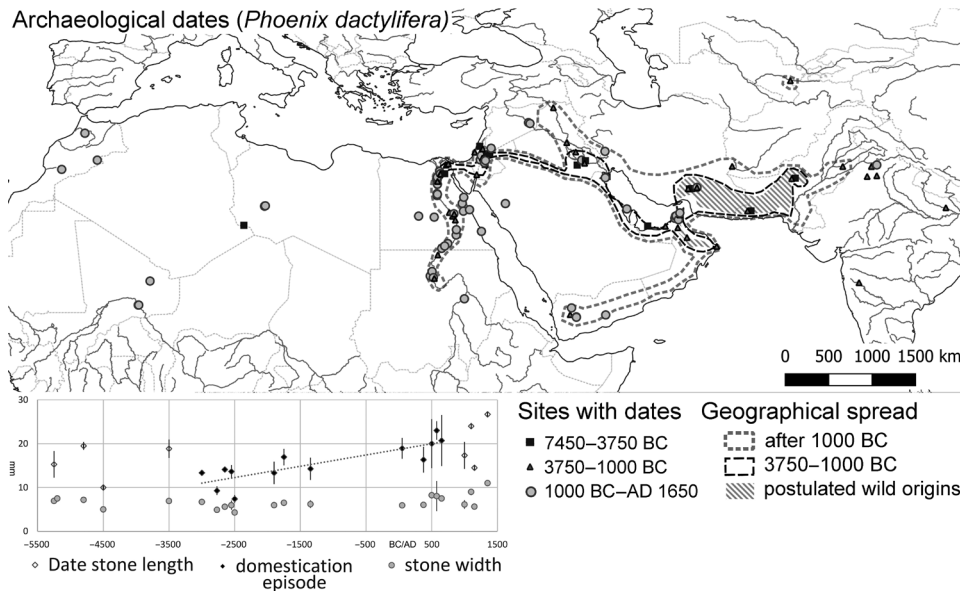 Archaeological dates (Phoenix dactylifera)
0 500 1000 1500 km
30
20
mm
10
0
−5500 −4500 −3500 −2500 −1500 −500 BC/AD 500 1500
Date stone length domestication episode stone width
Sites with dates
7450–3750 BC
3750–1000 BC
1000 BC–AD 1650
Geographical spread
after 1000 BC
3750–1000 BC
postulated wild origins